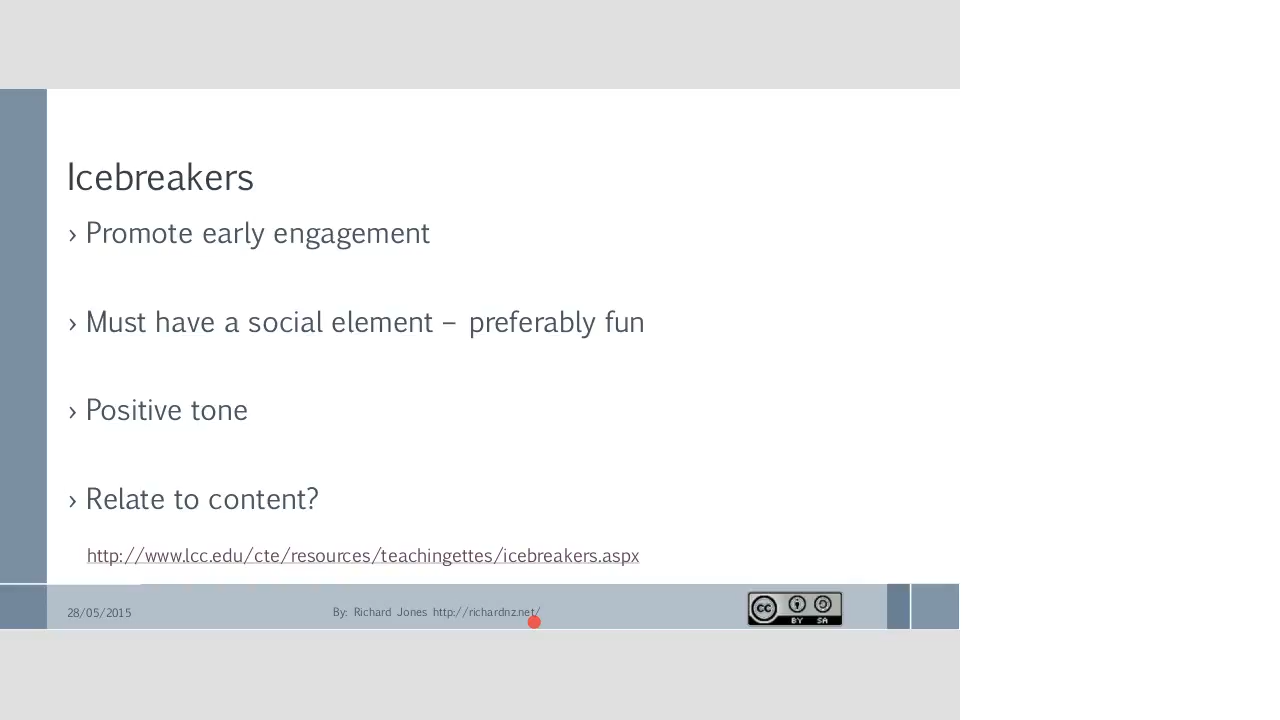 Icebreakers
› Promote early engagement
› Must have a social element – preferably fun
› Positive tone
› Relate to content?
http://www.lcc.edu/cte/resources/teachingettes/icebreakers.aspx
28/05/2015
By: Richard Jones http://richardnz.net/
cc
BY SA